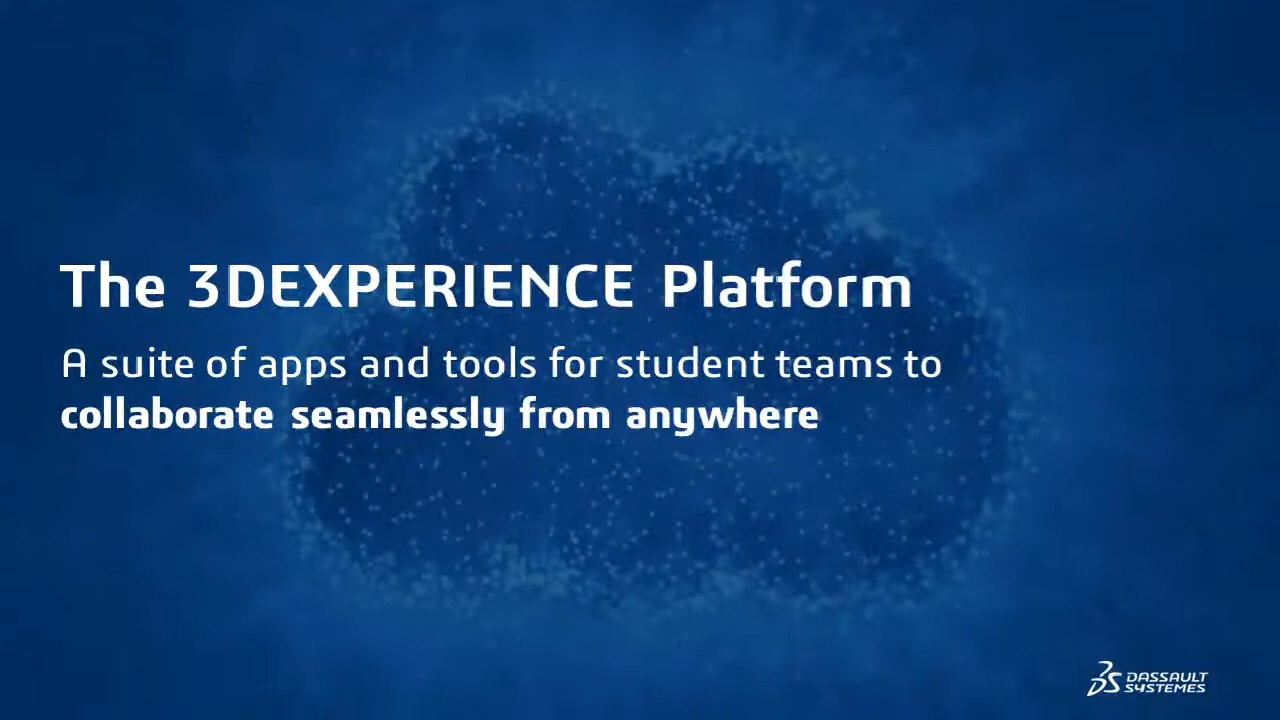 The 3DEXPERIENCE Platform
A suite of apps and tools for student teams to
collaborate seamlessly from anywhere
DASSAULT
SYSTEMES